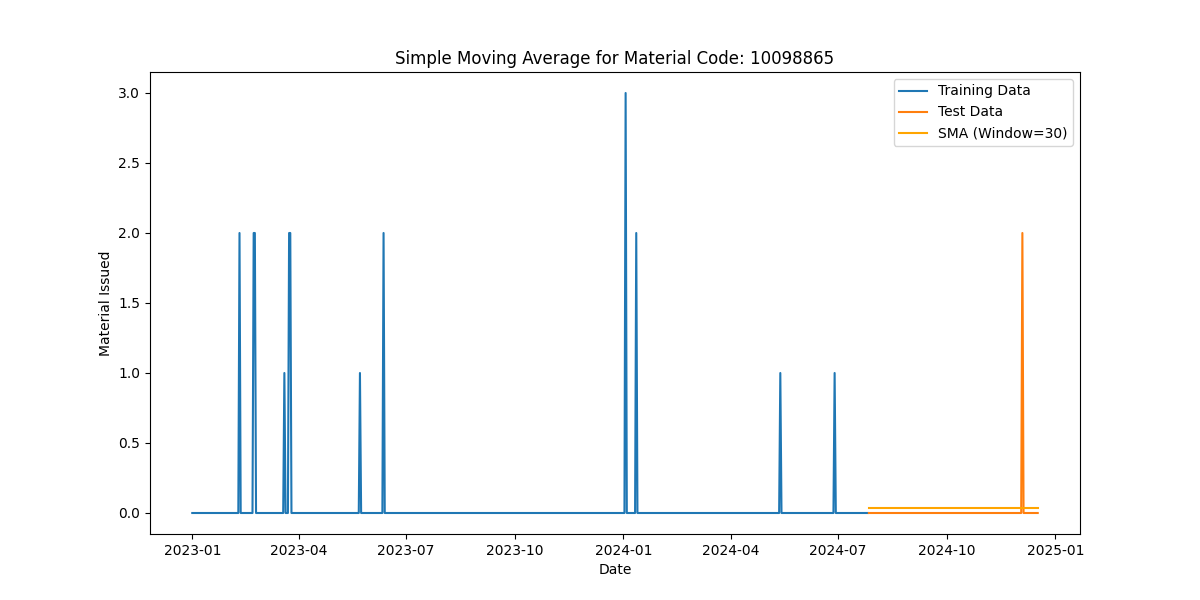 Simple Moving Average for Material Code: 10098865
Training Data
Test Data
SMA (Window=30)
Material Issued
3.0
2.5
2.0
1.5
1.0
0.5
0.0
2023-01 2023-04 2023-07 2023-10 2024-01 2024-04 2024-07 2024-10 2025-01
Date